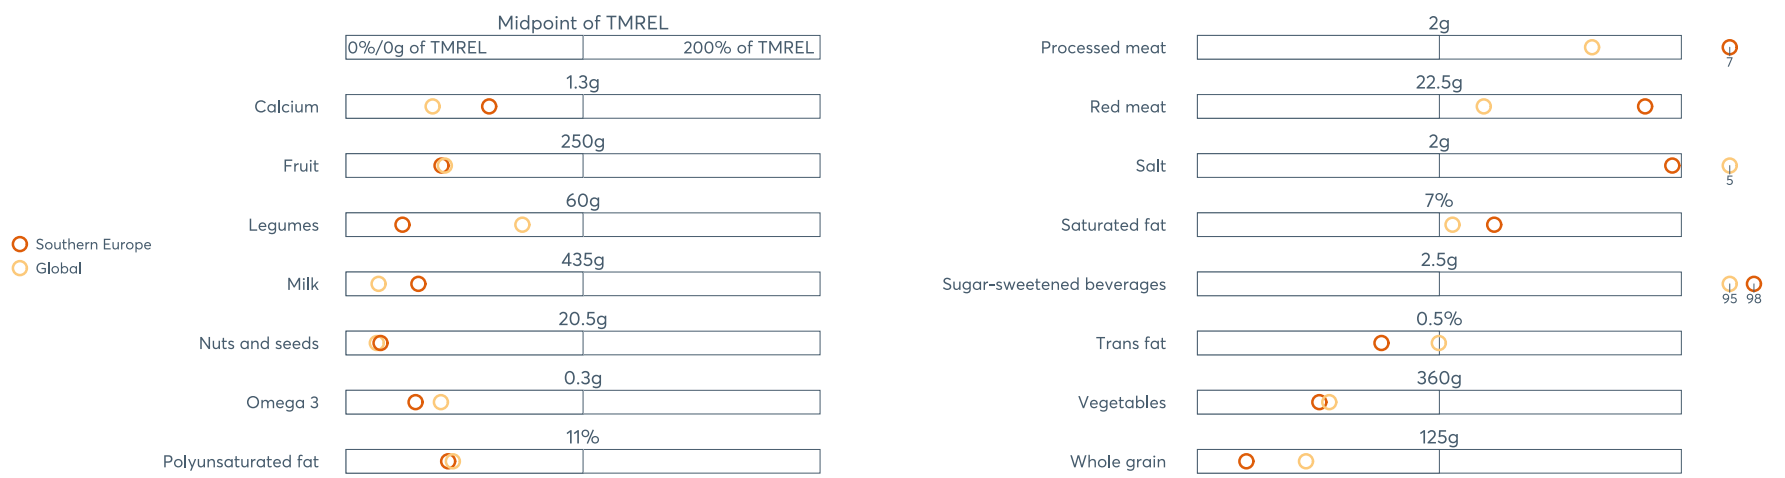 Midpoint of TMREL
0%/0g of TMREL 200% of TMREL
1.3g
Calcium
250g
Fruit
60g
Legumes
435g
Milk
20.5g
Nuts and seeds
0.3g
Omega 3
11%
Polyunsaturated fat
Southern Europe
Global
2g
Processed meat
7
22.5g
Red meat
2g
Salt
5
7%
Saturated fat
2.5g
Sugar-sweetened beverages
95 98
0.5%
Trans fat
360g
Vegetables
125g
Whole grain